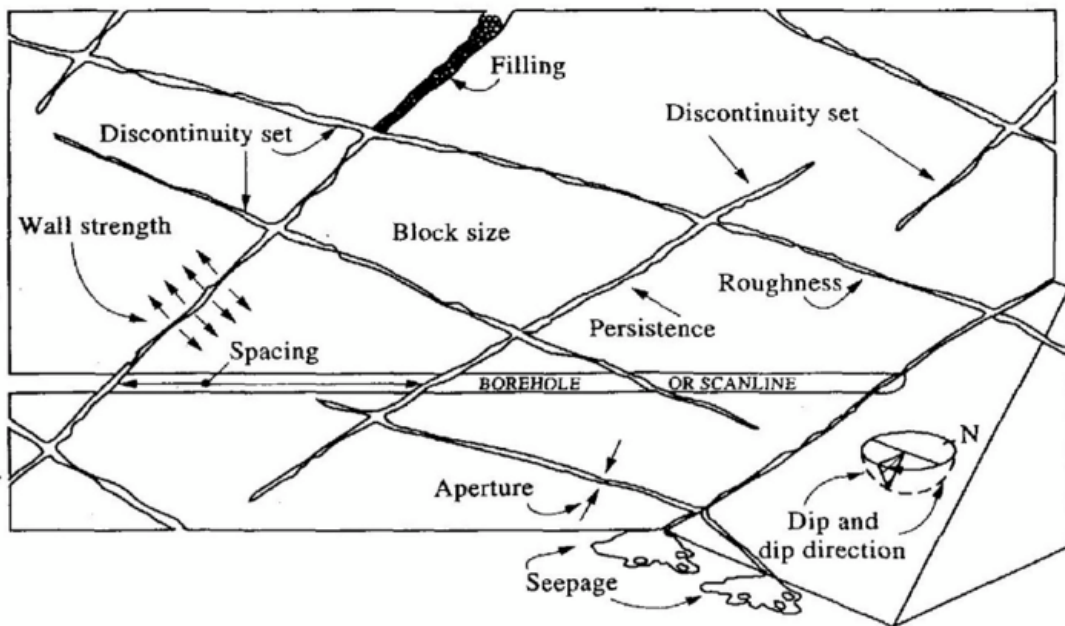 Filling
Discontinuity set
Discontinuity set
Wall strength
Block size
Roughness
Persistence
Spacing
BOREHOLE OR SCANLINE
N
Aperture
Dip and
dip direction
Seepage